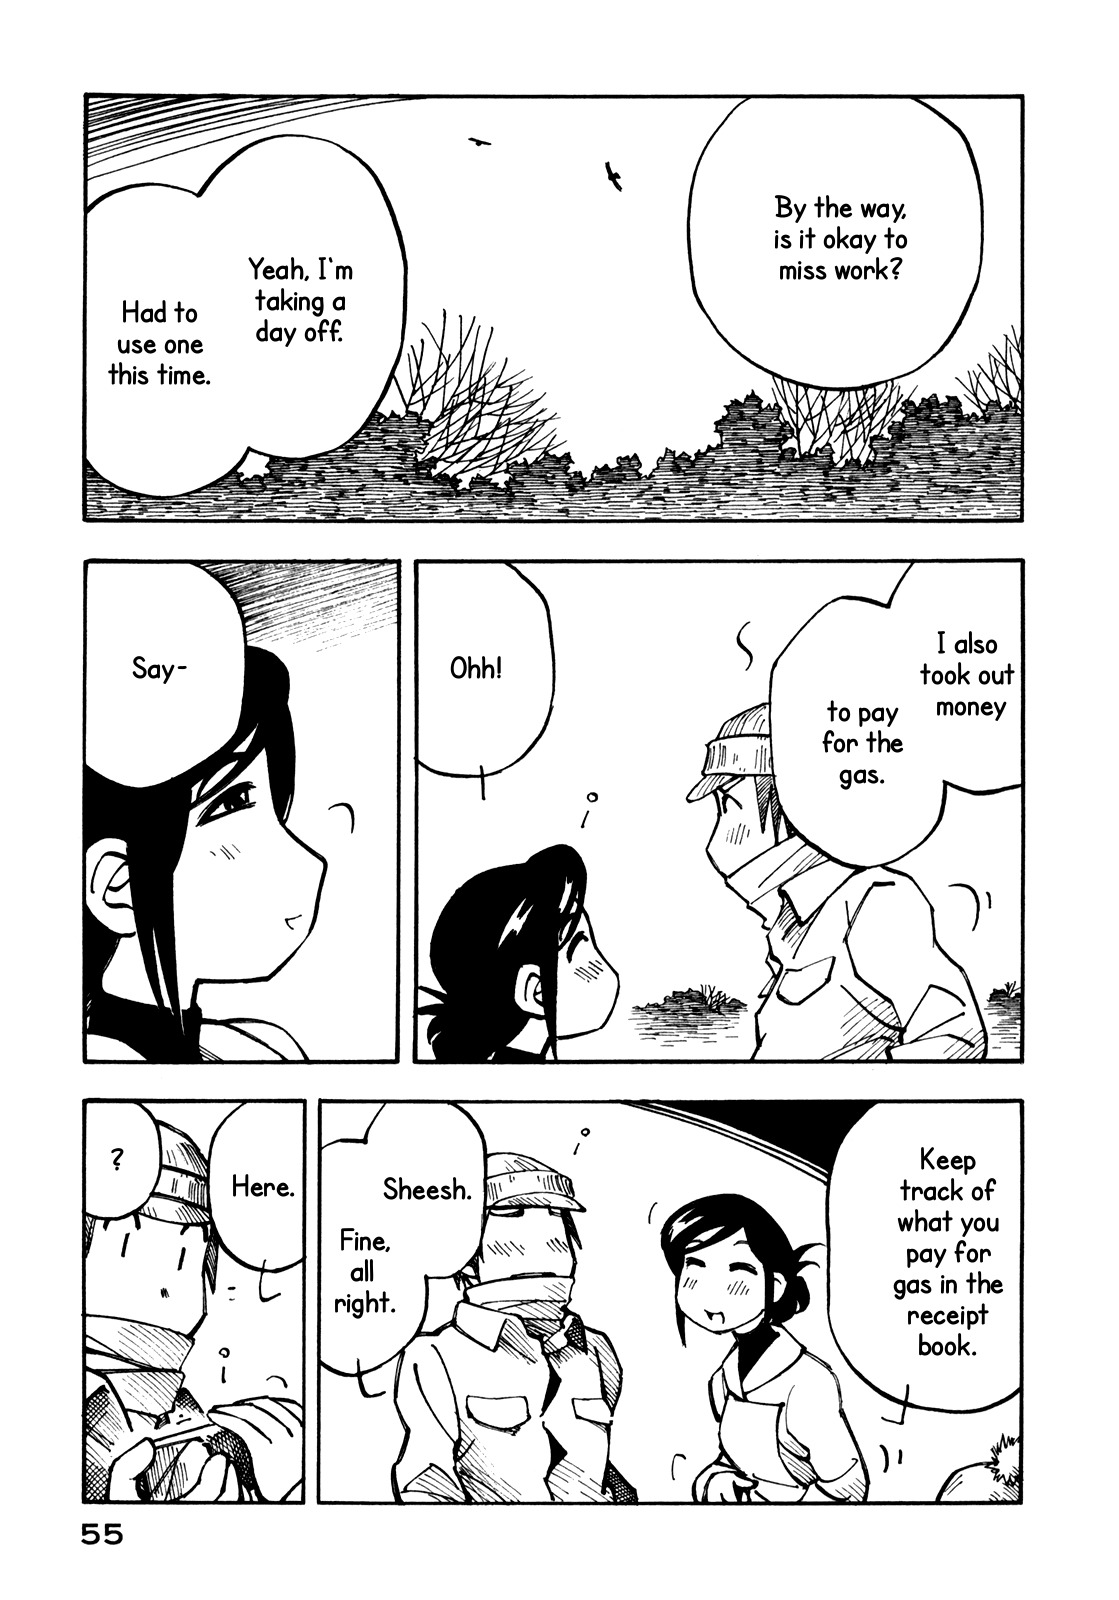 By the way,
is it okay to
miss work?
Yeah, I'm
taking a
day off.
Had to
use one
this time.
I also
took out
money
to pay
for the
gas.
Ohh!
Say-
Keep
track of
what you
pay for
gas in the
receipt
book.
Sheesh.
Fine,
all
right.
Here.
?
55